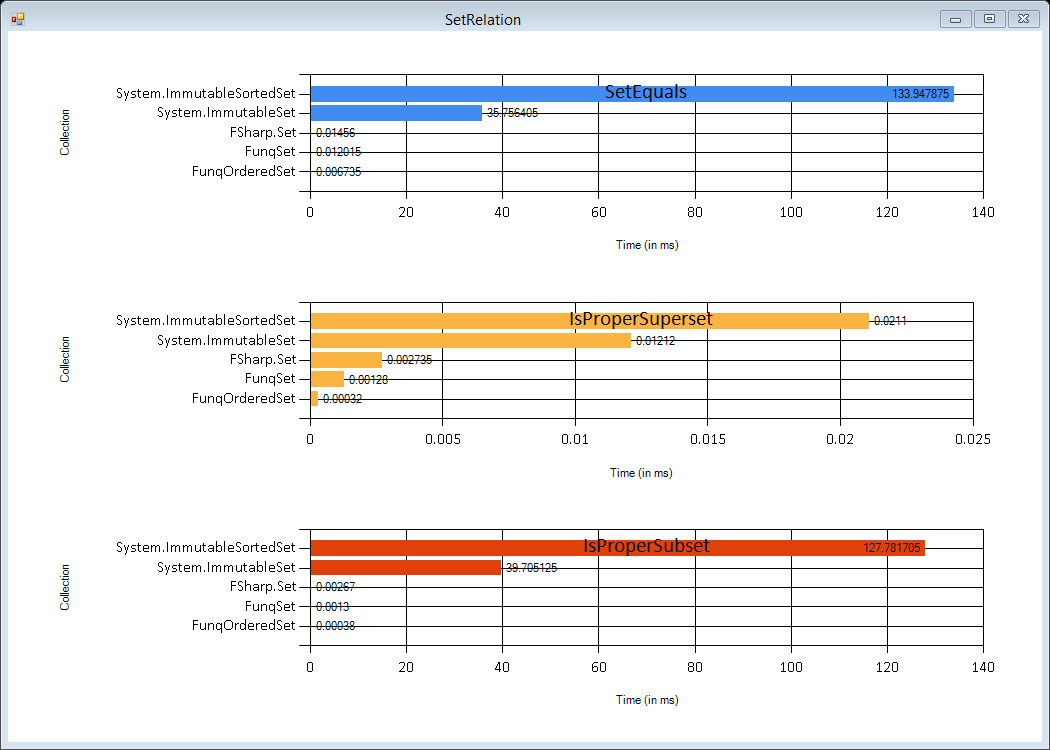 SetRelation
SetEquals
Collection
System.ImmutableSortedSet 133.947875
System.ImmutableSet 35.756405
FSharp.Set 0.01456
FunqSet 0.012015
FunqOrderedSet 0.006735
0 20 40 60 80 100 120 140
Time (in ms)
IsProperSuperset
Collection
System.ImmutableSortedSet 0.0211
System.ImmutableSet 0.01212
FSharp.Set 0.002735
FunqSet 0.00128
FunqOrderedSet 0.00032
0 0.005 0.01 0.015 0.02 0.025
Time (in ms)
IsProperSubset
Collection
System.ImmutableSortedSet 127.781705
System.ImmutableSet 39.705125
FSharp.Set 0.00267
FunqSet 0.0013
FunqOrderedSet 0.00038
0 20 40 60 80 100 120 140
Time (in ms)